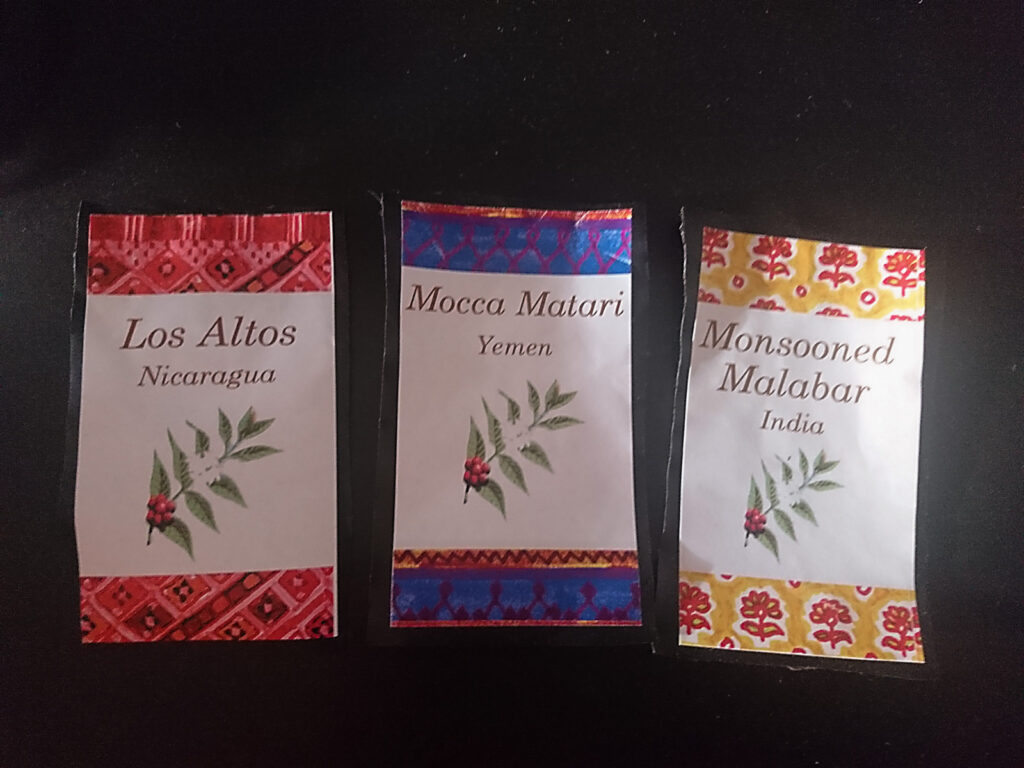 Los Altos
Nicaragua
Mocca Matari
Yemen
Monsooned
Malabar
India